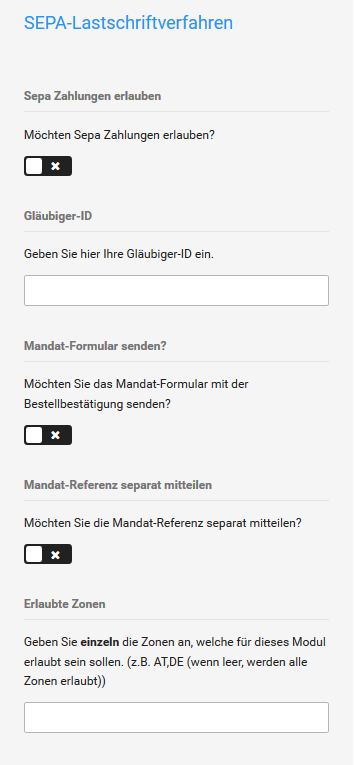 SEPA-Lastschriftverfahren
Sepa Zahlungen erlauben
Möchten Sepa Zahlungen erlauben?
Gläubiger-ID
Geben Sie hier Ihre Gläubiger-ID ein.
Mandat-Formular senden?
Möchten Sie das Mandat-Formular mit der
Bestellbestätigung senden?
Mandat-Referenz separat mitteilen
Möchten Sie die Mandat-Referenz separat mitteilen?
Erlaubte Zonen
Geben Sie einzeln die Zonen an, welche für dieses Modul
erlaubt sein sollen. (z.B. AT,DE (wenn leer, werden alle
Zonen erlaubt))